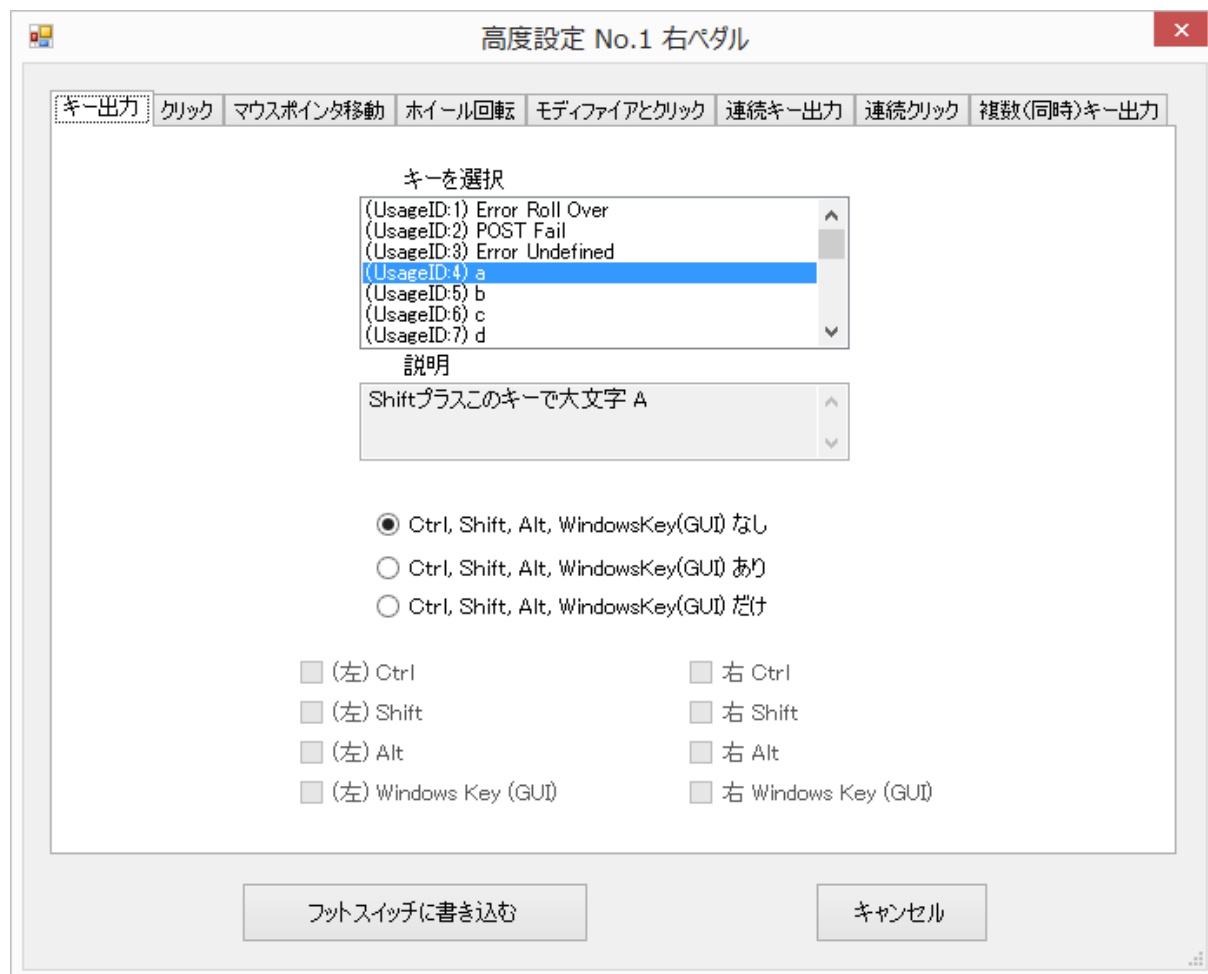 高度設定 No.1 右ペダル
キー出力 クリック マウスポインタ移動 ホイール回転 モディファイアとクリック 連続キー出力 連続クリック 複数(同時)キー出力
キーを選択
(UsageID:1) Error Roll Over
(UsageID:2) POST Fail
(UsageID:3) Error Undefined
(UsageID:4) a
(UsageID:5) b
(UsageID:6) c
(UsageID:7) d
説明
Shiftプラスこのキーで大文字 A
Ctrl, Shift, Alt, WindowsKey(GUI) なし
Ctrl, Shift, Alt, WindowsKey(GUI) あり
Ctrl, Shift, Alt, WindowsKey(GUI) だけ
(左) Ctrl 右 Ctrl
(左) Shift 右 Shift
(左) Alt 右 Alt
(左) Windows Key (GUI) 右 Windows Key (GUI)
フットスイッチに書き込む キャンセル